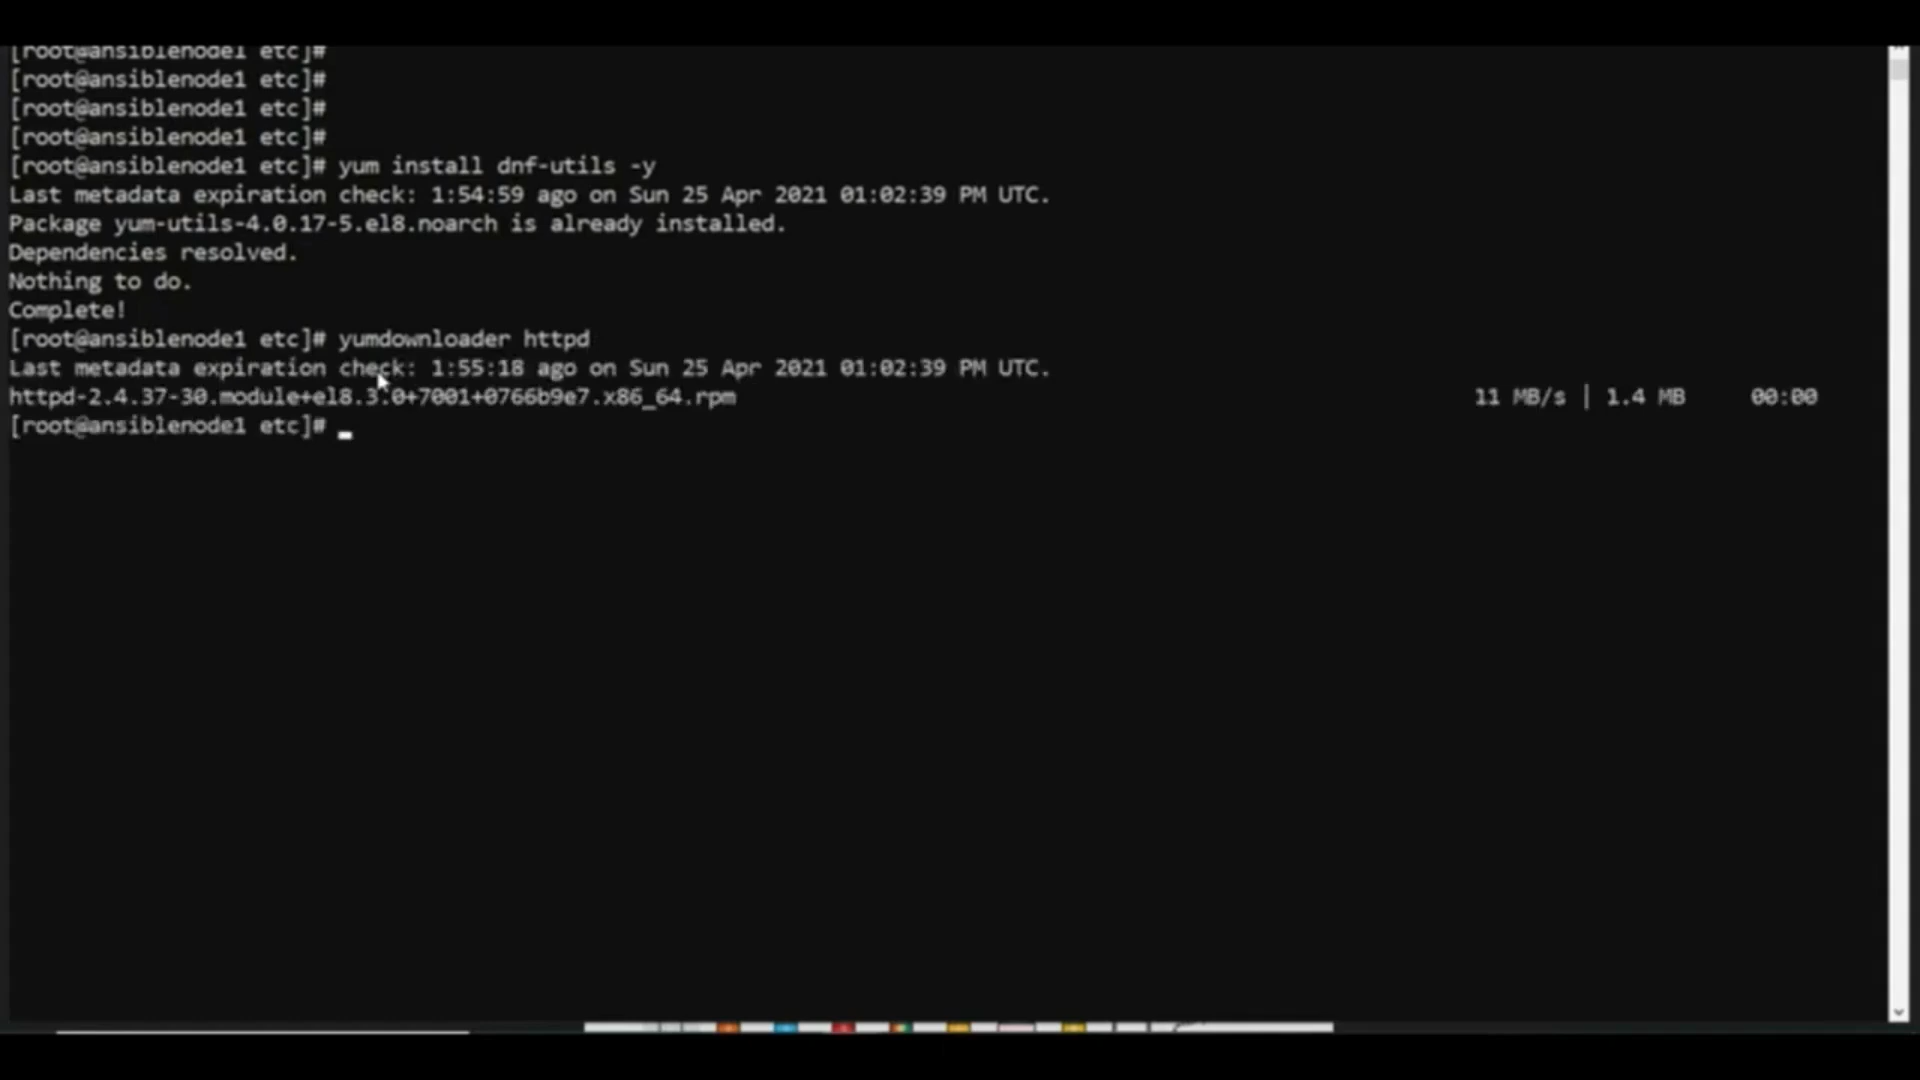 [root@ansiblenode1 etc]#
[root@ansiblenode1 etc]#
[root@ansiblenode1 etc]#
[root@ansiblenode1 etc]#
[root@ansiblenode1 etc]# yum install dnf-utils -y
Last metadata expiration check: 1:54:59 ago on Sun 25 Apr 2021 01:02:39 PM UTC.
Package yum-utils-4.0.17-5.el8.noarch is already installed.
Dependencies resolved.
Nothing to do.
Complete!
[root@ansiblenode1 etc]# yumdownloader httpd
Last metadata expiration check: 1:55:18 ago on Sun 25 Apr 2021 01:02:39 PM UTC.
httpd-2.4.37-30.module+el8.3.0+7001+0766b9e7.x86_64.rpm 11 MB/s | 1.4 MB 00:00
[root@ansiblenode1 etc]#